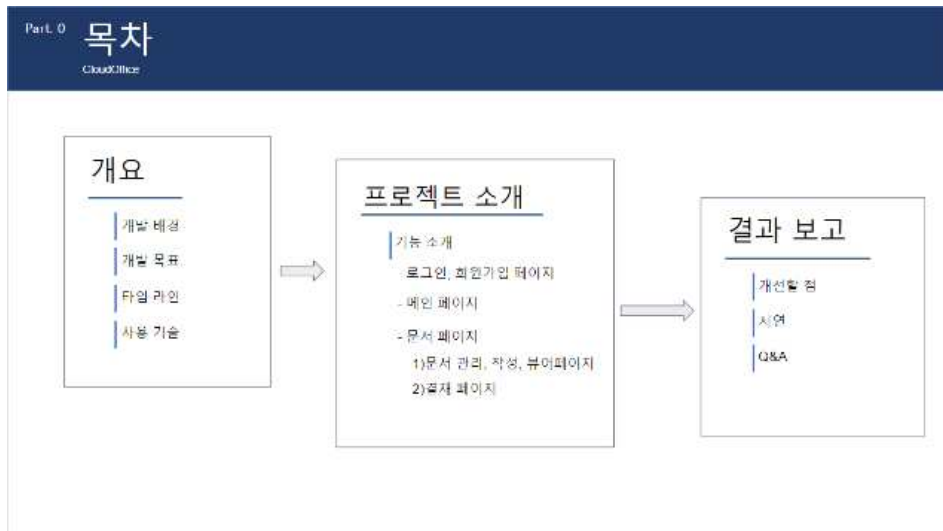 Part. 0
목차
CloudOffice
개요
개발 배경
개발 목표
타임 라인
사용 기술
프로젝트 소개
기능 소개
로그인, 회원가입 페이지
- 메인 페이지
- 문서 페이지
1)문서 관리, 작성, 뷰어페이지
2)결재 페이지
결과 보고
개선할 점
시연
Q&A